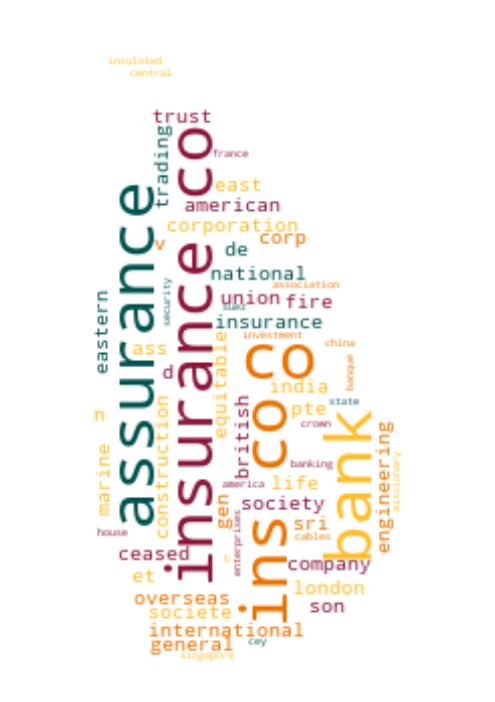 insulated
central
trust
trading
insurance co
france
east
american
corporation
v
corp
de
national
assurance
association
eastern
security
union
fire
suez
insurance
investment
ass
equitable
co
china
d
banque
india
state
n
pte
construction
british
ins co
crown
bank
engineering
marine
banking
missionary
america
life
gen
society
enterprises
sri
house
cables
ceased
b
company
et
london
overseas
societe
son
international
general
cey
singapore